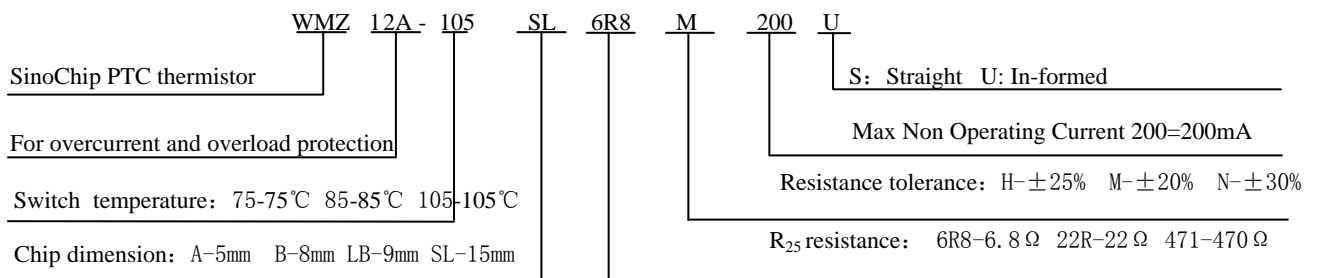 WMZ 12A - 105 SL 6R8 M 200 U
SinoChip PTC thermistor
S：Straight U: In-formed
For overcurrent and overload protection
Max Non Operating Current 200=200mA
Switch temperature：75-75℃ 85-85℃ 105-105℃
Resistance tolerance：H-±25% M-±20% N-±30%
Chip dimension：A-5mm B-8mm LB-9mm SL-15mm
R25 resistance： 6R8-6.8Ω 22R-22Ω 471-470Ω